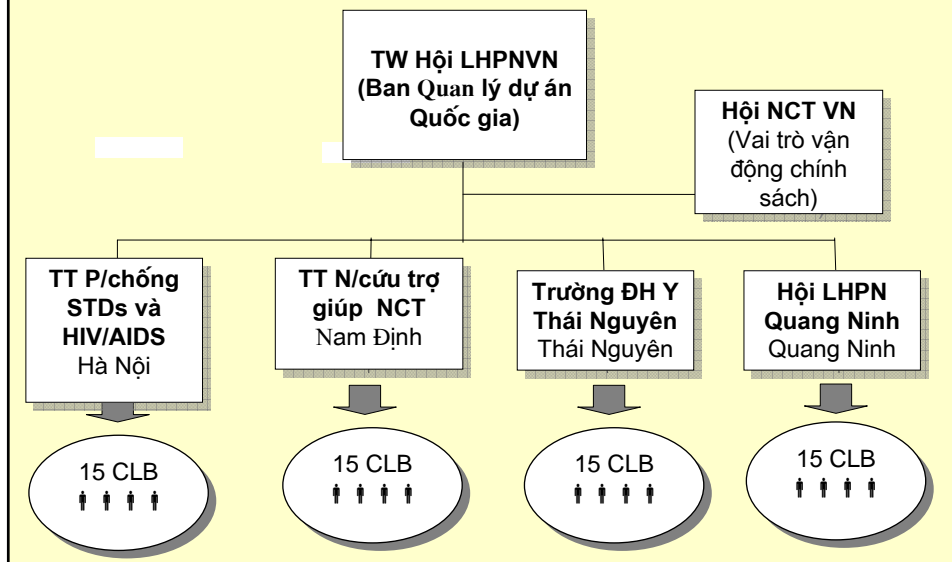 TW Hội LHPNVN
(Ban Quan lý dự án
Quốc gia)
Hội NCT VN
(Vai trò vận
động chính
sách)
TT P/chống
STDs và
HIV/AIDS
Hà Nội
TT N/cứu trợ
giúp NCT
Nam Định
Trường ĐH Y
Thái Nguyên
Thái Nguyên
Hội LHPN
Quang Ninh
Quang Ninh
15 CLB
15 CLB
15 CLB
15 CLB